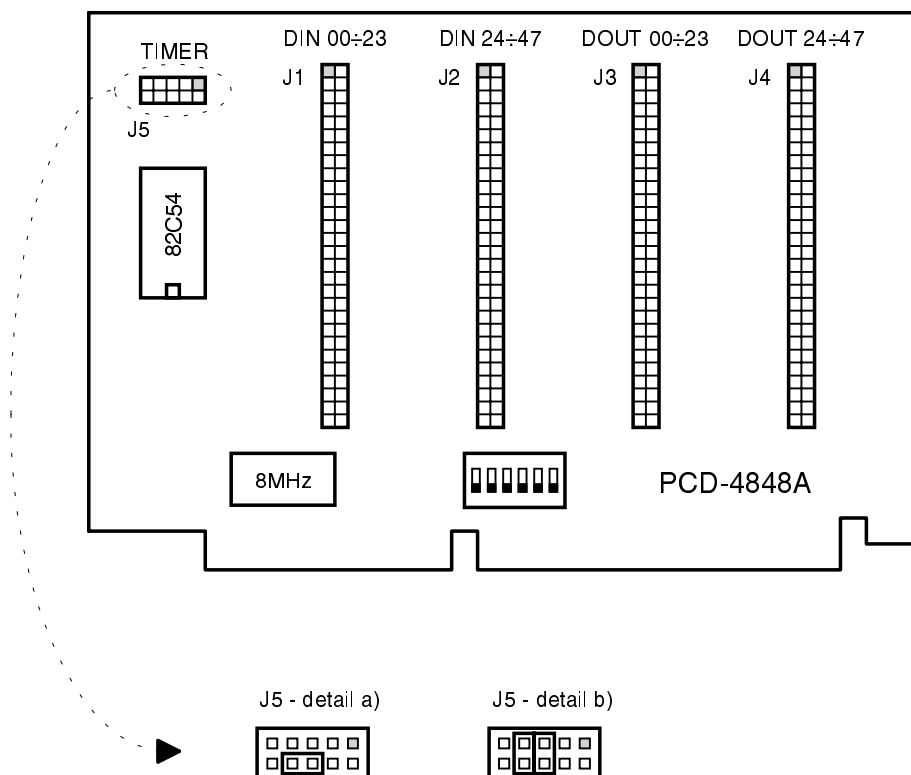 TIMER
DIN 00÷23
DIN 24÷47
DOUT 00÷23
DOUT 24÷47
J1
J2
J3
J4
J5
82C54
8MHz
PCD-4848A
J5 - detail a)
J5 - detail b)